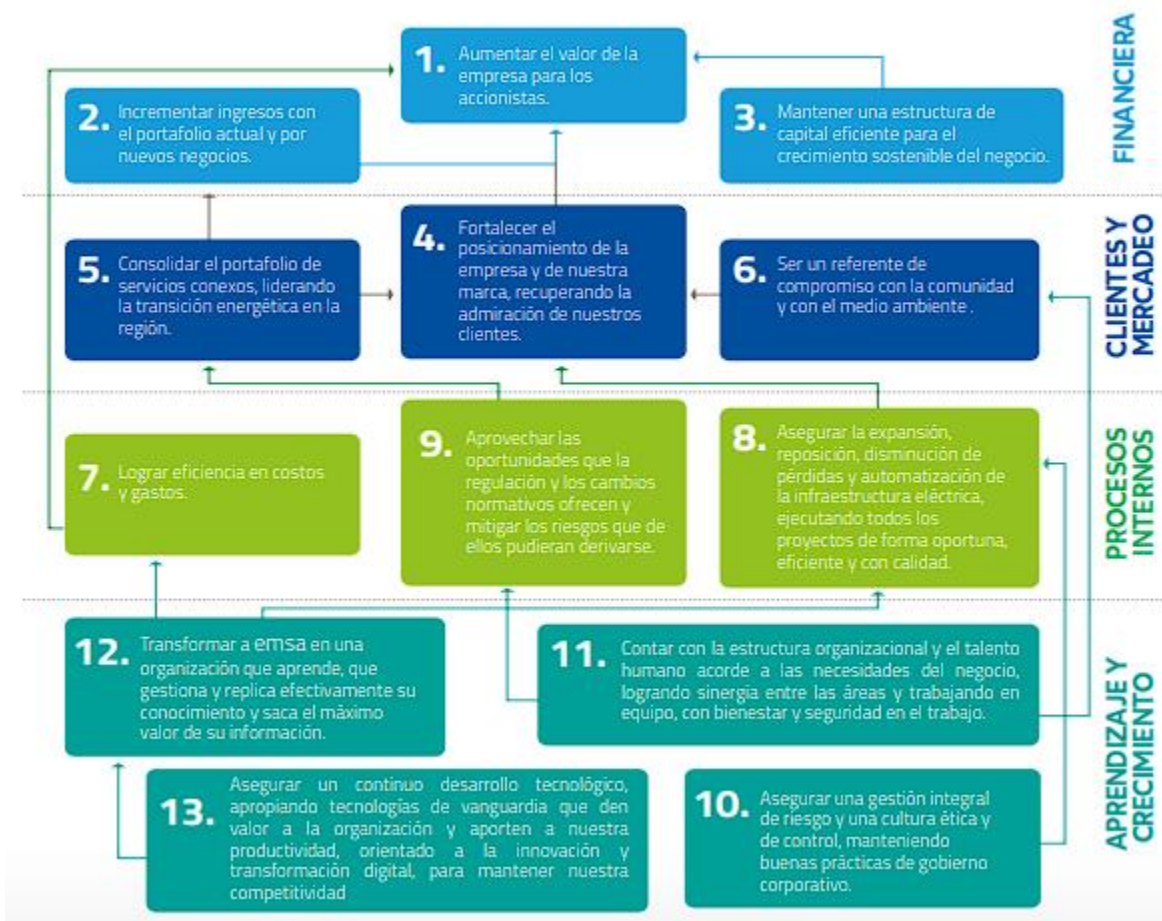 1. Aumentar el valor de la
empresa para los
accionistas.
2. Incrementar ingresos con
el portafolio actual y por
nuevos negocios.
3. Mantener una estructura de
capital eficiente para el
crecimiento sostenible del negocio.
FINANCIERA
4. Fortalecer el
posicionamiento de la
empresa y de nuestra
marca, recuperando la
admiración de nuestros
clientes.
5. Consolidar el portafolio de
servicios conexos, liderando
la transición energética en la
región.
6. Ser un referente de
compromiso con la comunidad
y con el medio ambiente .
CLIENTES Y
MERCADEO
7. Lograr eficiencia en costos
y gastos.
9. Aprovechar las
oportunidades que la
regulación y los cambios
normativos ofrecen y
mitigar los riesgos que de
ellos pudieran derivarse.
8. Asegurar la expansión,
reposición, disminución de
pérdidas y automatización de
la infraestructura eléctrica,
ejecutando todos los
proyectos de forma oportuna,
eficiente y con calidad.
PROCESOS
INTERNOS
12. Transformar a emsa en una
organización que aprende, que
gestiona y replica efectivamente su
conocimiento y saca el máximo
valor de su información.
11. Contar con la estructura organizacional y el talento
humano acorde a las necesidades del negocio,
logrando sinergia entre las áreas y trabajando en
equipo, con bienestar y seguridad en el trabajo.
13. Asegurar un continuo desarrollo tecnológico,
apropiando tecnologías de vanguardia que den
valor a la organización y aporten a nuestra
productividad, orientado a la innovación y
transformación digital, para mantener nuestra
competitividad
10. Asegurar una gestión integral
de riesgo y una cultura ética y
de control, manteniendo
buenas prácticas de gobierno
corporativo.
APRENDIZAJE Y
CRECIMIENTO